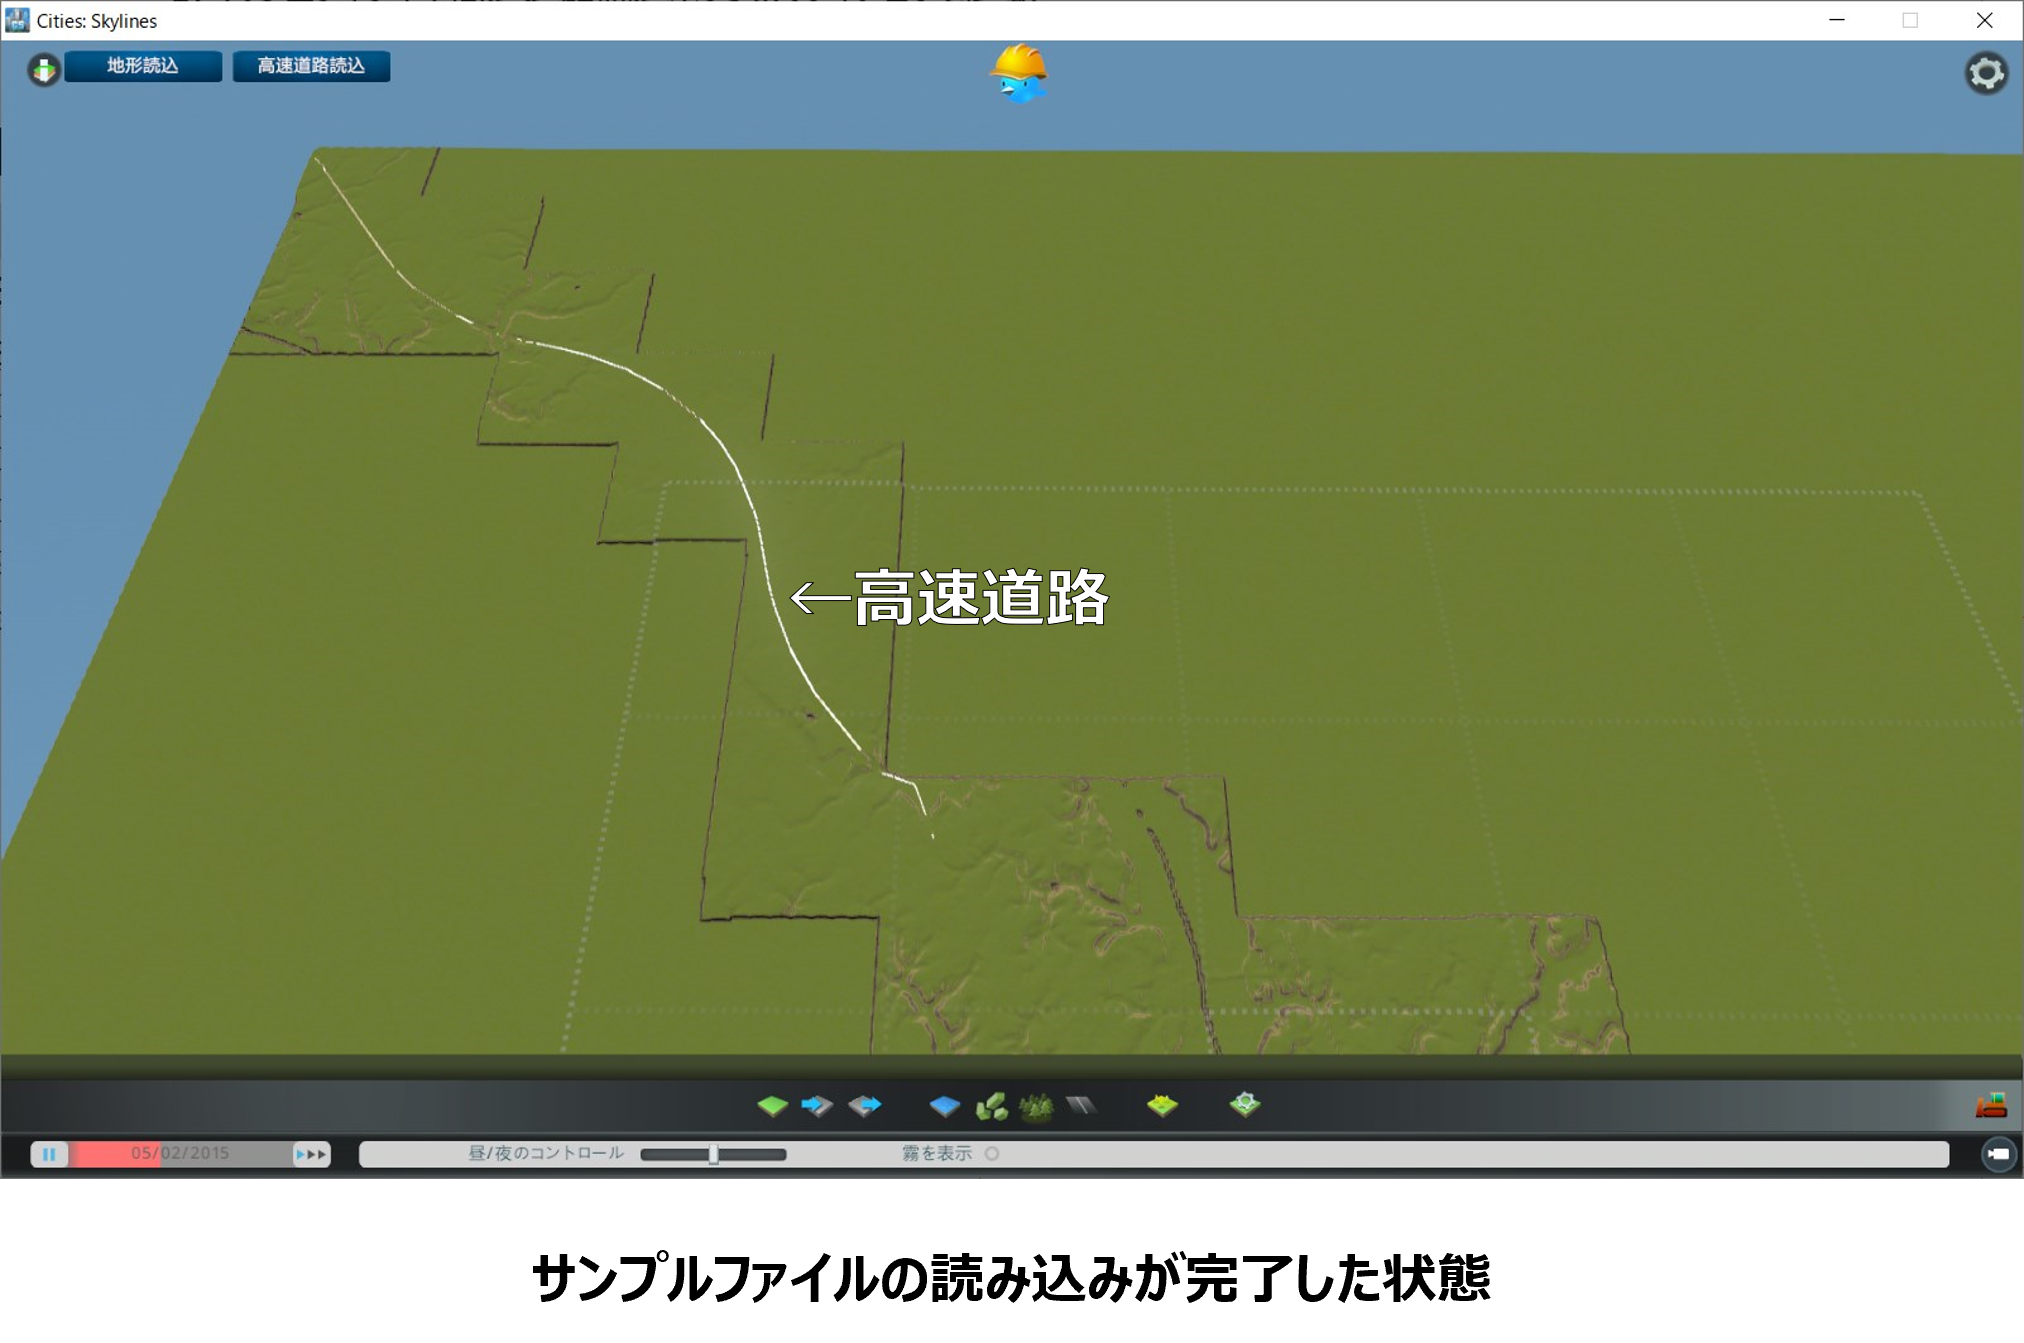 Cities: Skylines
地形読込 高速道路読込
←高速道路
05/02/2015 昼/夜のコントロール 霧を表示
サンプルファイルの読み込みが完了した状態